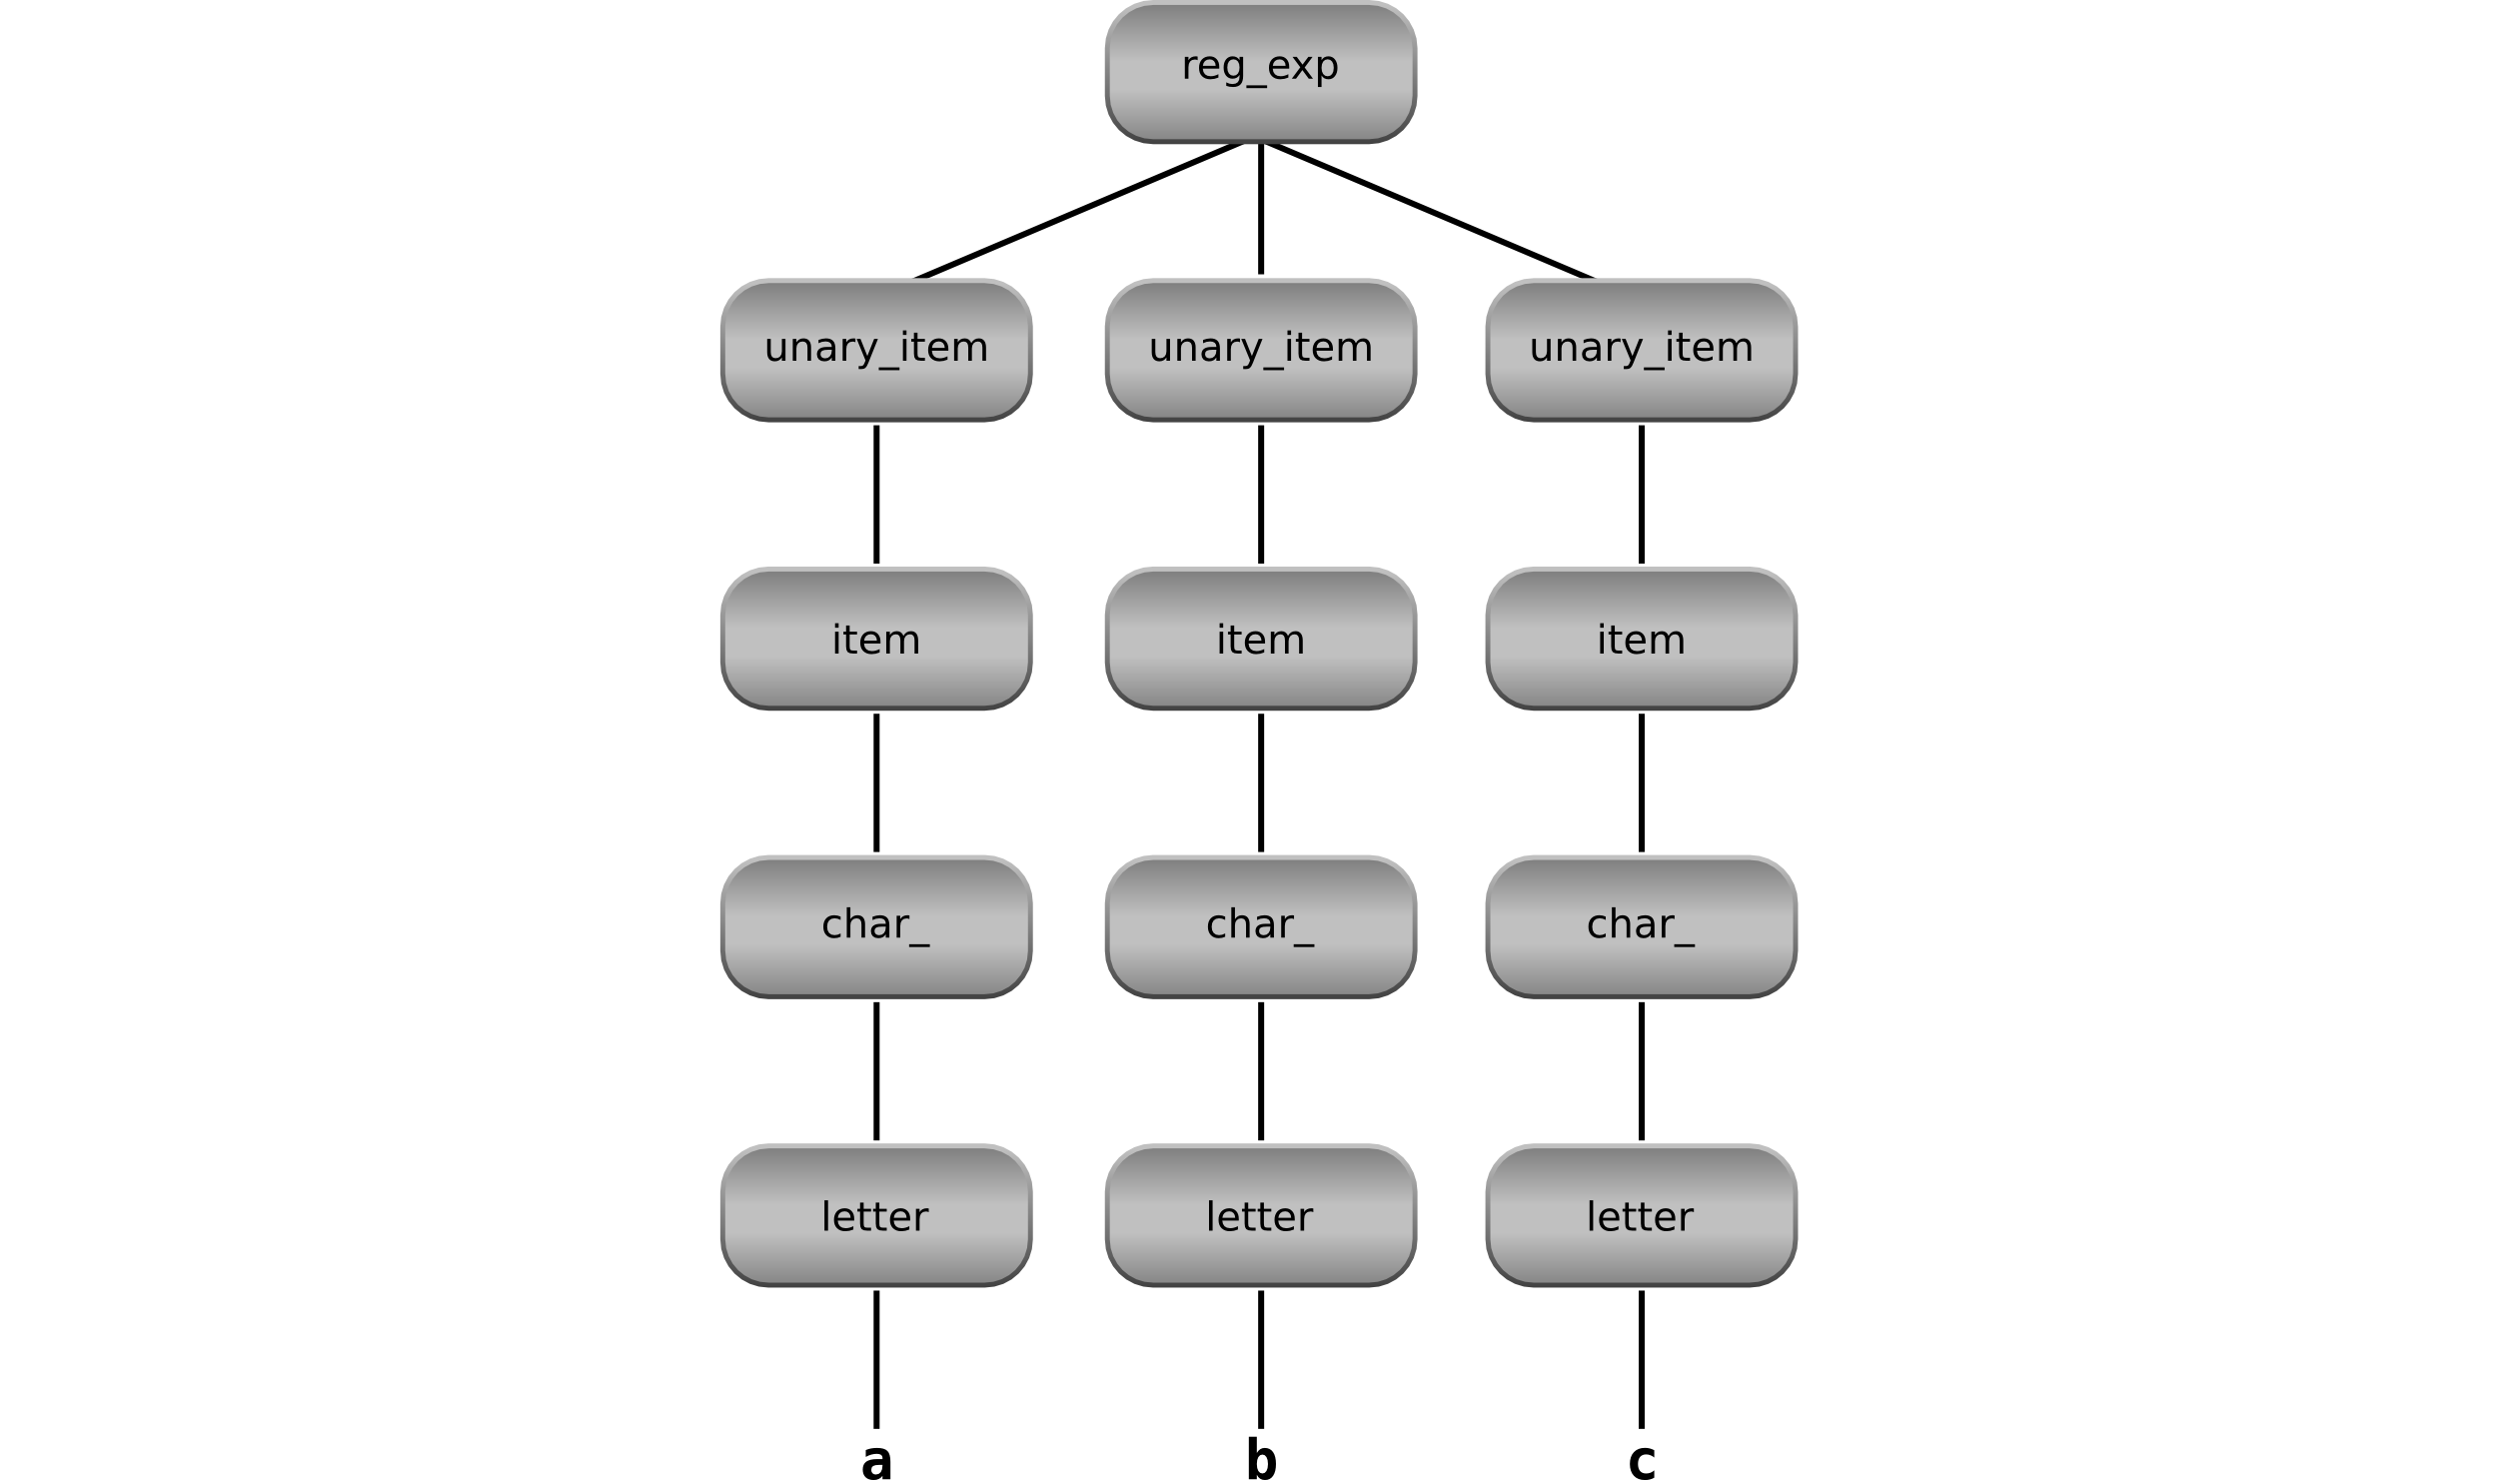 reg_exp
unary_item unary_item unary_item
item item item
char_ char_ char_
letter letter letter
a b c